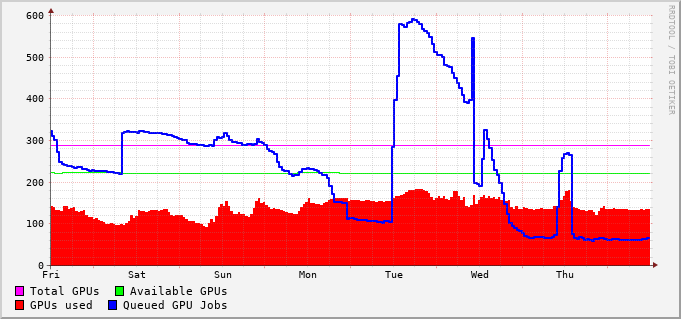 600
500
400
300
200
100
0
Fri Sat Sun Mon Tue Wed Thu
Total GPUs Available GPUs
GPUs used Queued GPU Jobs
RRDTOOL / TOBI OETIKER